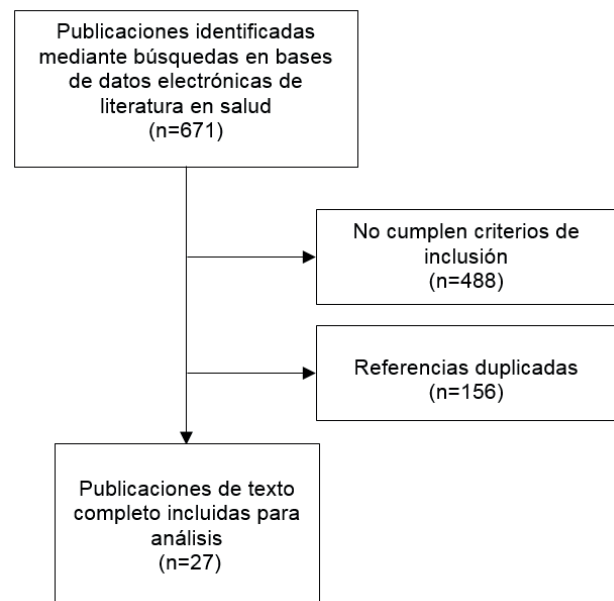 Publicaciones identificadas
mediante búsquedas en bases
de datos electrónicas de
literatura en salud
(n=671)
No cumplen criterios de
inclusión
(n=488)
Referencias duplicadas
(n=156)
Publicaciones de texto
completo incluidas para
análisis
(n=27)